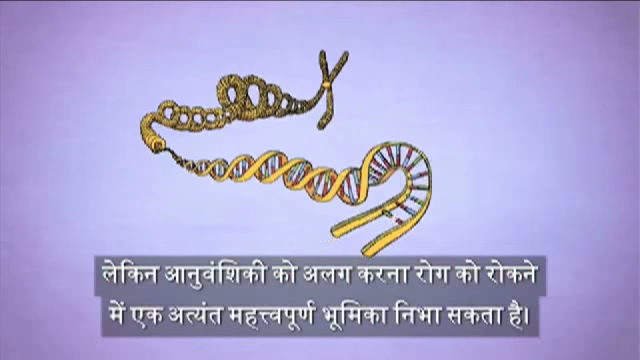 लेकिन आनुवंशिकी को अलग करना रोग को रोकने
में एक अत्यंत महत्त्वपूर्ण भूमिका निभा सकता है।